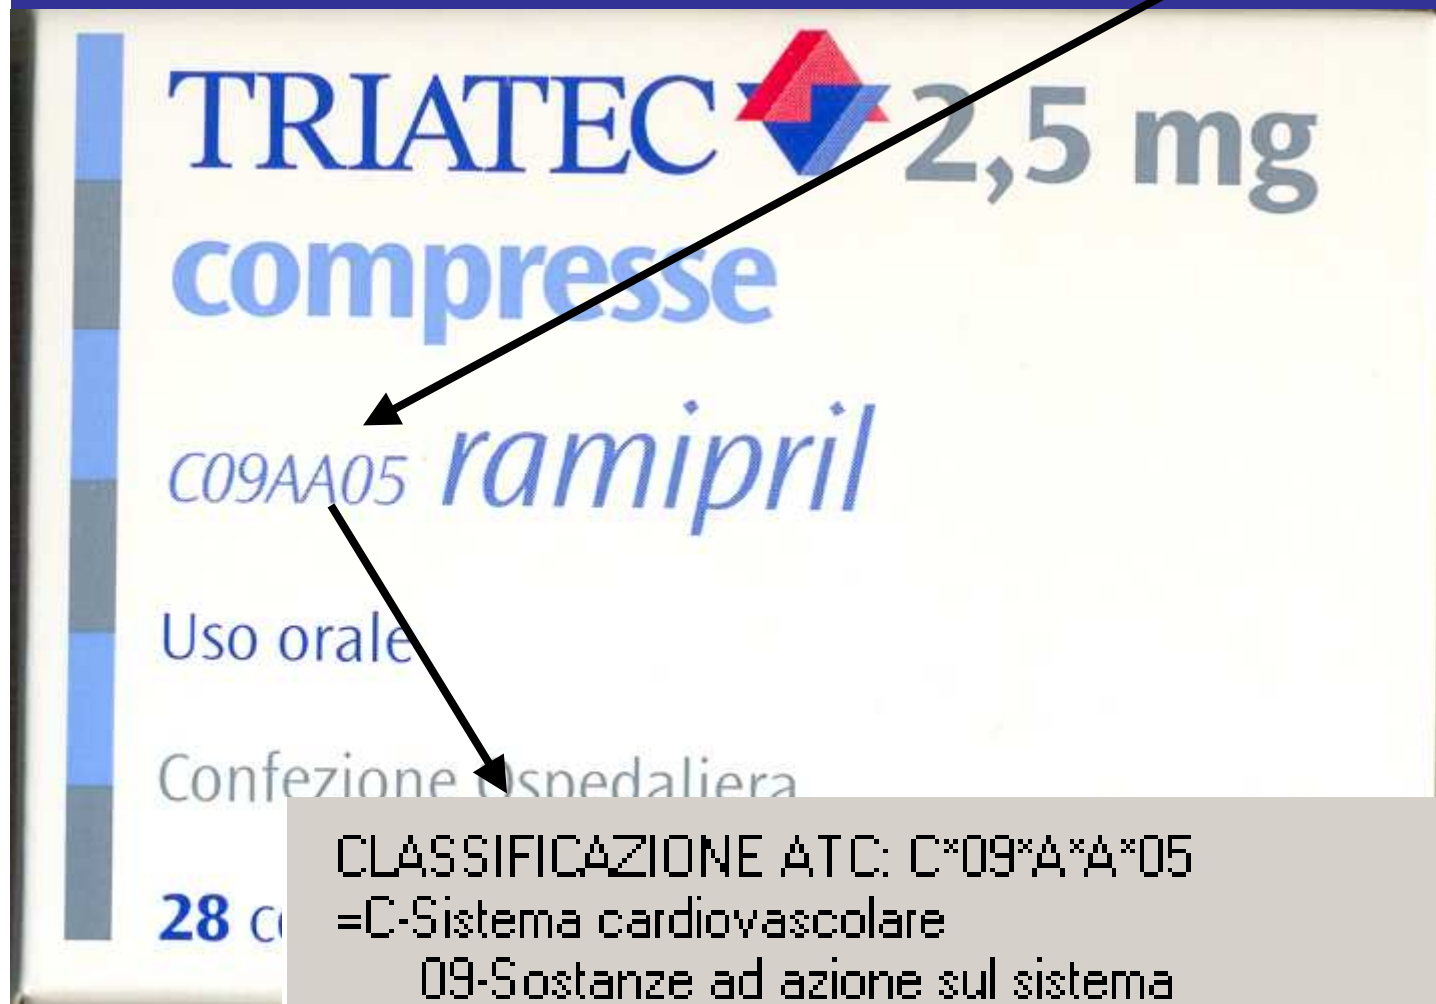 TRIATEC 2,5 mg
compresse
C09AA05 ramipril
Uso orale
Confezione Ospedaliera
28
CLASSIFICAZIONE ATC: C*09*A*A*05
=C-Sistema cardiovascolare
09-Sostanze ad azione sul sistema